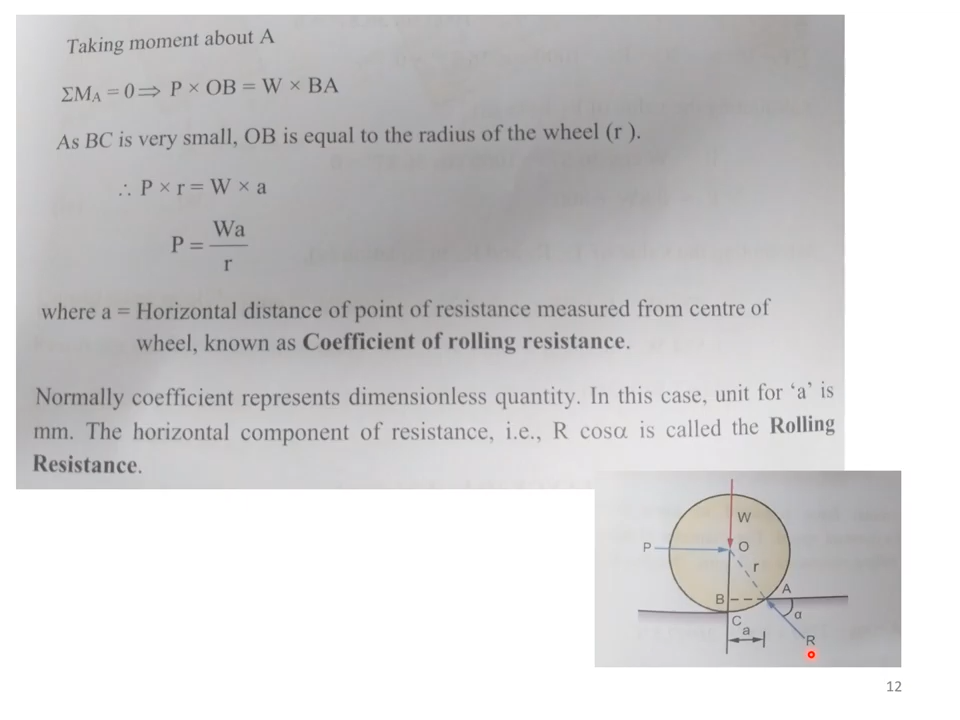 Taking moment about A
ΣM_A = 0 ⇒ P × OB = W × BA
As BC is very small, OB is equal to the radius of the wheel (r ).
∴ P × r = W × a
P = Wa / r
where a = Horizontal distance of point of resistance measured from centre of
wheel, known as Coefficient of rolling resistance.
Normally coefficient represents dimensionless quantity. In this case, unit for ‘a’ is
mm. The horizontal component of resistance, i.e., R cosα is called the Rolling
Resistance.
W
P
O
r
A
B
α
C
a
R
12